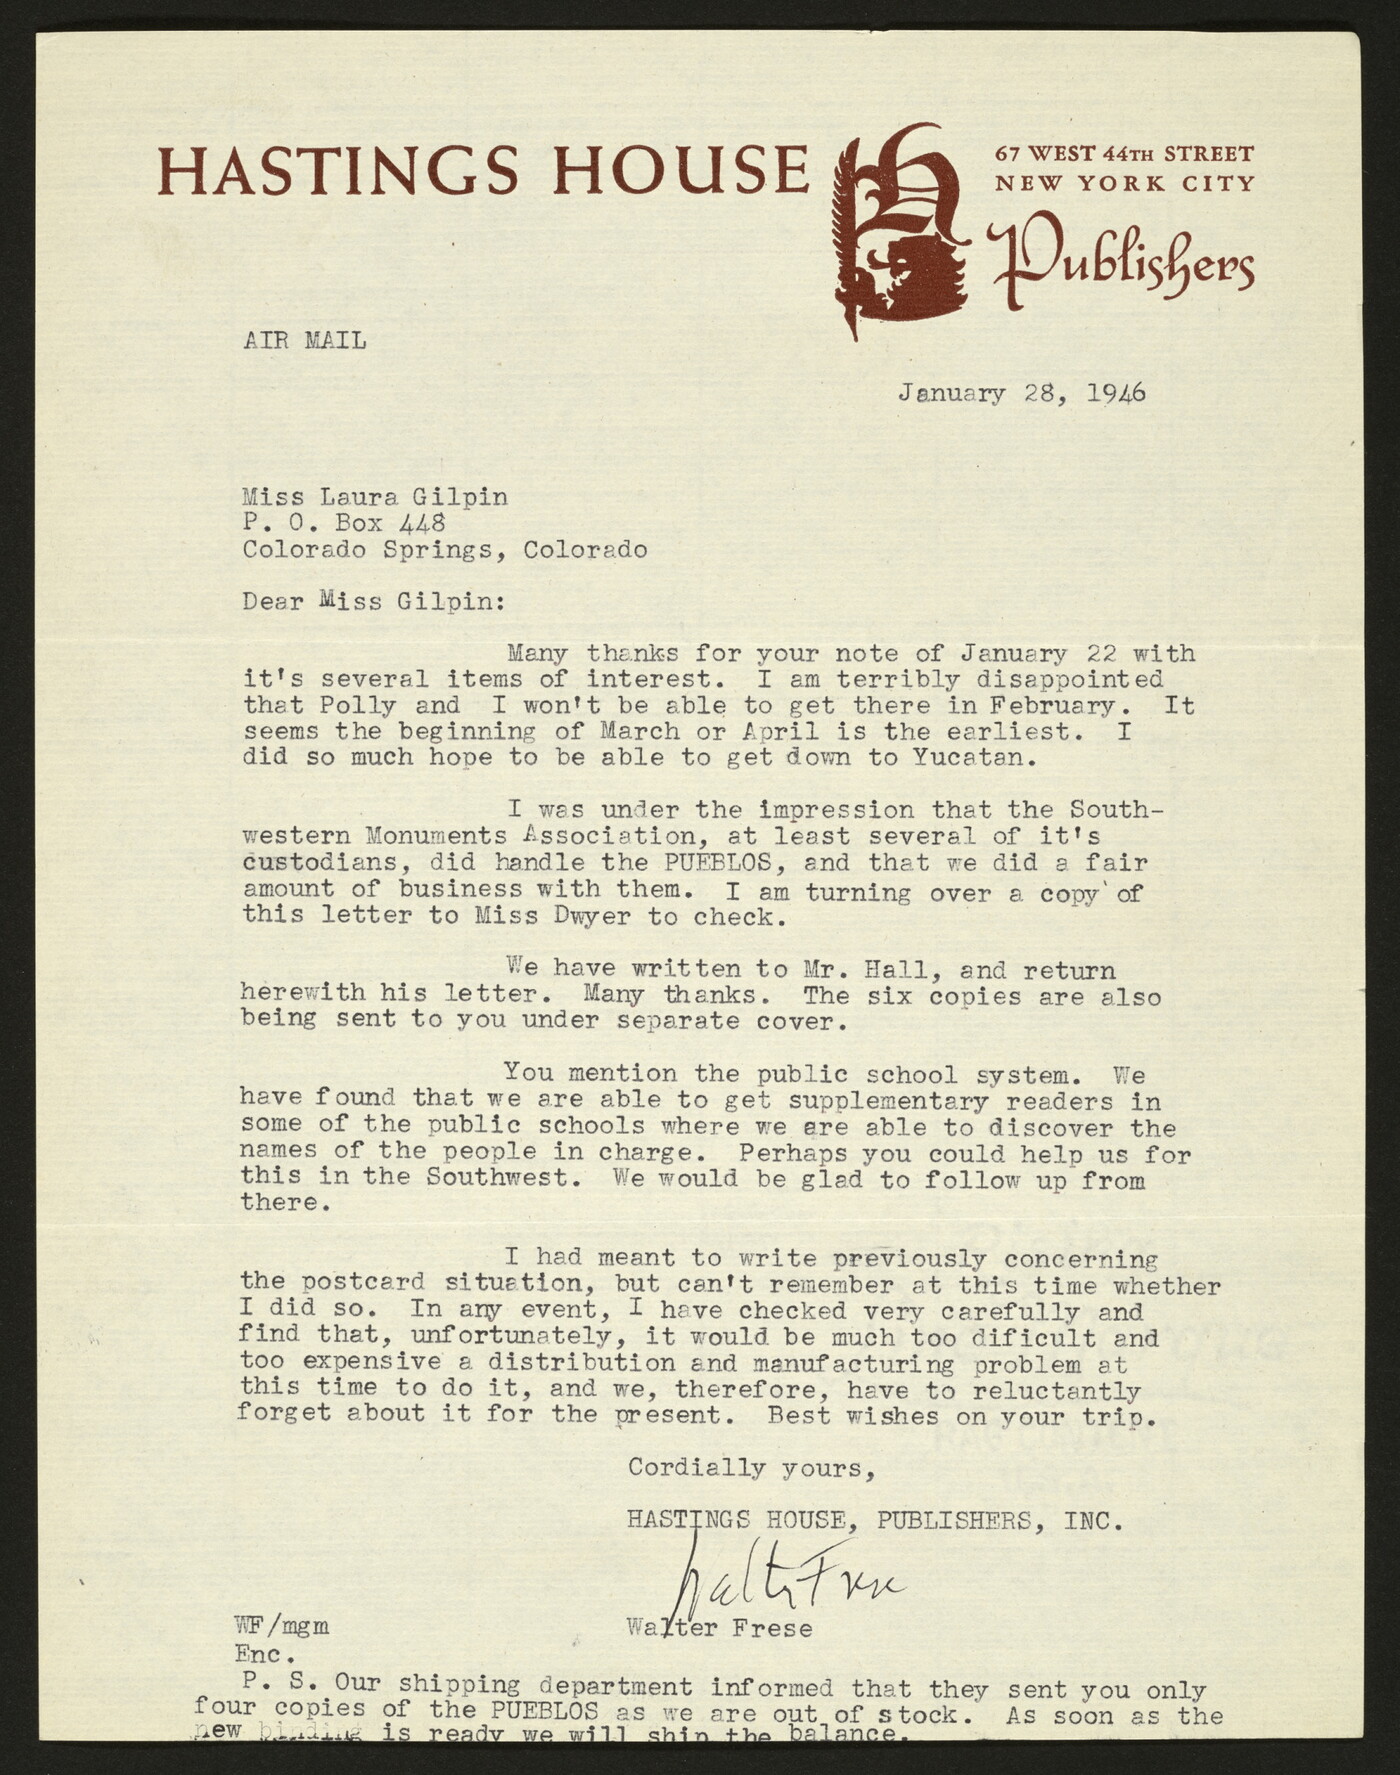 HASTINGS HOUSE
67 WEST 44TH STREET
NEW YORK CITY
Publishers
AIR MAIL
January 28, 1946
Miss Laura Gilpin
P. O. Box 448
Colorado Springs, Colorado
Dear Miss Gilpin:
Many thanks for your note of January 22 with
it's several items of interest. I am terribly disappointed
that Polly and I won't be able to get there in February. It
seems the beginning of March or April is the earliest. I
did so much hope to be able to get down to Yucatan.
I was under the impression that the South-
western Monuments Association, at least several of it's
custodians, did handle the PUEBLOS, and that we did a fair
amount of business with them. I am turning over a copy of
this letter to Miss Dwyer to check.
We have written to Mr. Hall, and return
herewith his letter. Many thanks. The six copies are also
being sent to you under separate cover.
You mention the public school system. We
have found that we are able to get supplementary readers in
some of the public schools where we are able to discover the
names of the people in charge. Perhaps you could help us for
this in the Southwest. We would be glad to follow up from
there.
I had meant to write previously concerning
the postcard situation, but can't remember at this time whether
I did so. In any event, I have checked very carefully and
find that, unfortunately, it would be much too dificult and
too expensive a distribution and manufacturing problem at
this time to do it, and we, therefore, have to reluctantly
forget about it for the present. Best wishes on your trip.
Cordially yours,
HASTINGS HOUSE, PUBLISHERS, INC.
Walter Frese
WF/mgm
Walter Frese
Enc.
P. S. Our shipping department informed that they sent you only
four copies of the PUEBLOS as we are out of stock. As soon as the
new binding is ready we will ship the balance.